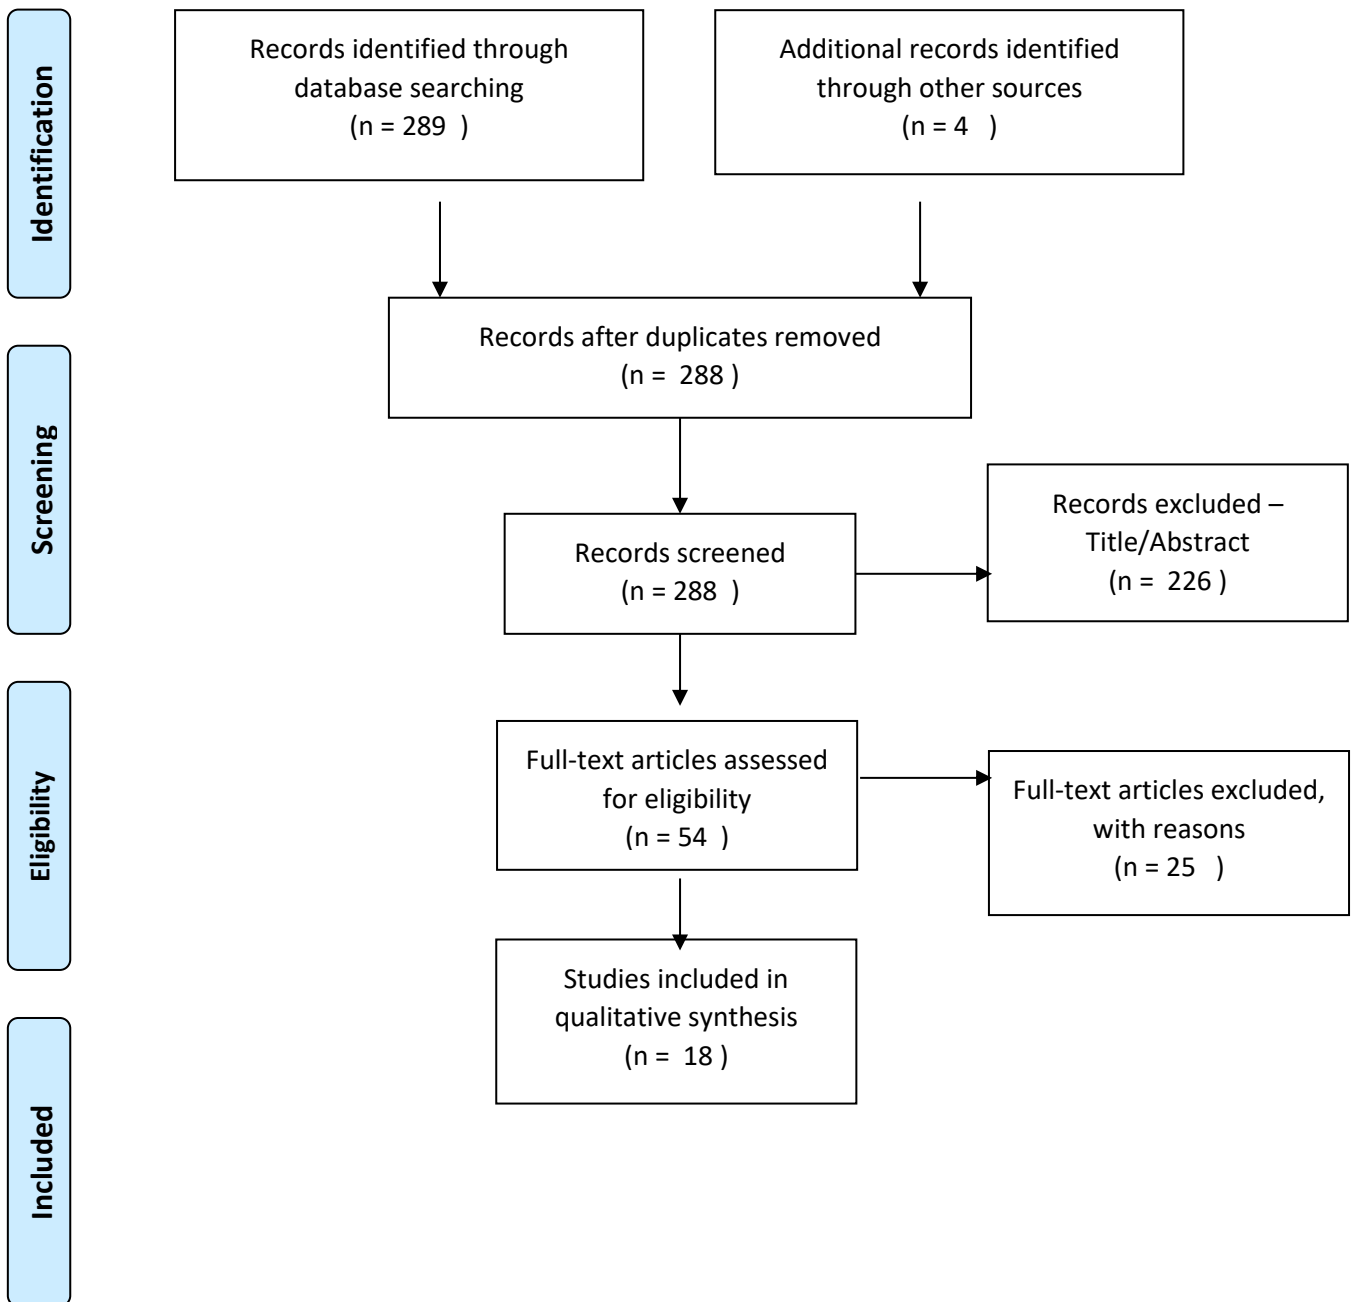 Identification
Records identified through
database searching
(n = 289  )
Additional records identified
through other sources
(n = 4   )
Records after duplicates removed
(n =  288 )
Screening
Records screened
(n = 288  )
Records excluded –
Title/Abstract
(n =  226 )
Eligibility
Full-text articles assessed
for eligibility
(n = 54  )
Full-text articles excluded,
with reasons
(n = 25   )
Included
Studies included in
qualitative synthesis
(n =  18 )